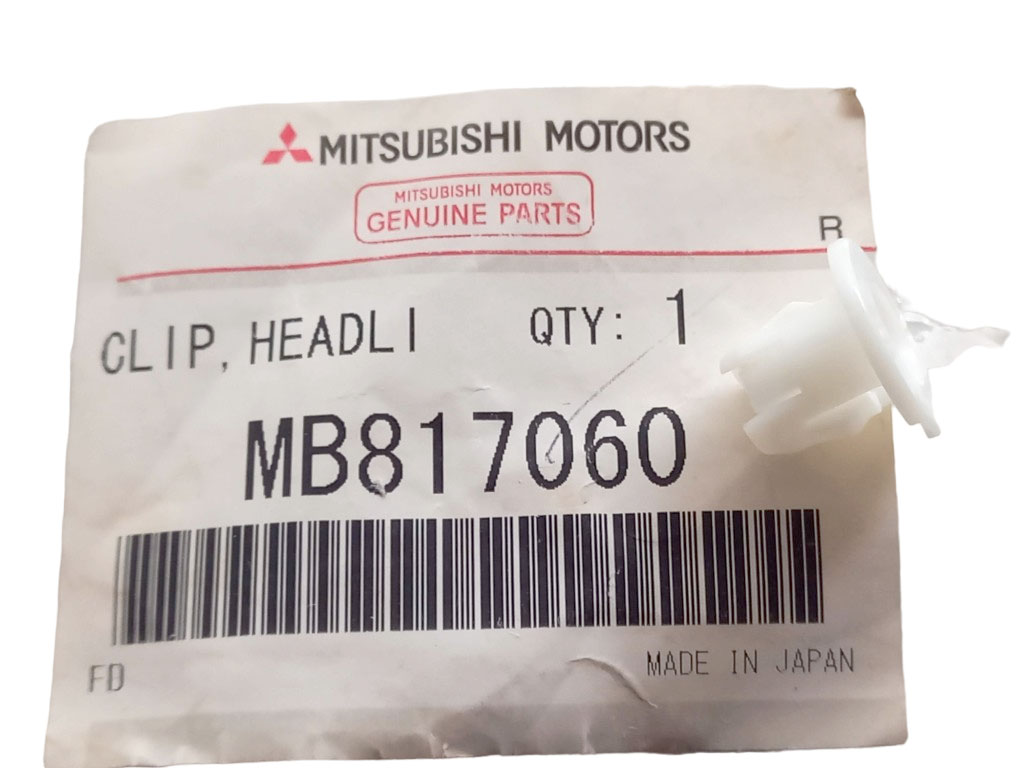 MITSUBISHI MOTORS
MITSUBISHI MOTORS
GENUINE PARTS
R
CLIP, HEADLI QTY: 1
MB817060
FD MADE IN JAPAN